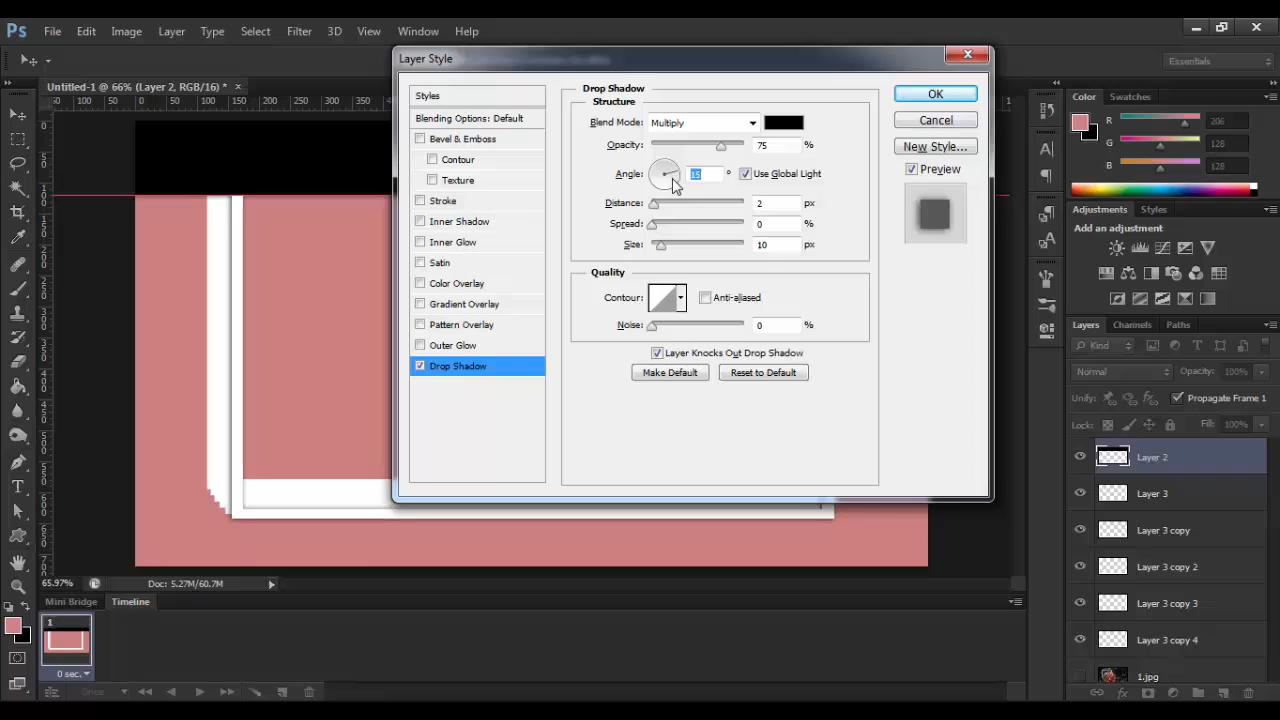 Ps File Edit Image Layer Type Select Filter 3D View Window Help
Essentials
Untitled-1 @ 66% (Layer 2, RGB/16) * ×
Layer Style
Styles
Blending Options: Default
Bevel & Emboss
Contour
Texture
Stroke
Inner Shadow
Inner Glow
Satin
Color Overlay
Gradient Overlay
Pattern Overlay
Outer Glow
Drop Shadow
Drop Shadow
Structure
Blend Mode: Multiply
Opacity: 75 %
Angle: 15 ° Use Global Light
Distance: 2 px
Spread: 0 %
Size: 10 px
Quality
Contour: Anti-aliased
Noise: 0 %
Layer Knocks Out Drop Shadow
Make Default Reset to Default
OK
Cancel
New Style...
Preview
Color Swatches
R 206
G 128
B 128
Adjustments Styles
Add an adjustment
Layers Channels Paths
Kind
Normal Opacity: 100%
Unify: Propagate Frame 1
Lock: Fill: 100%
Layer 2
Layer 3
Layer 3 copy
Layer 3 copy 2
Layer 3 copy 3
Layer 3 copy 4
1.jpg
65.97% Doc: 5.27M/60.7M
Mini Bridge Timeline
1
0 sec.
Once